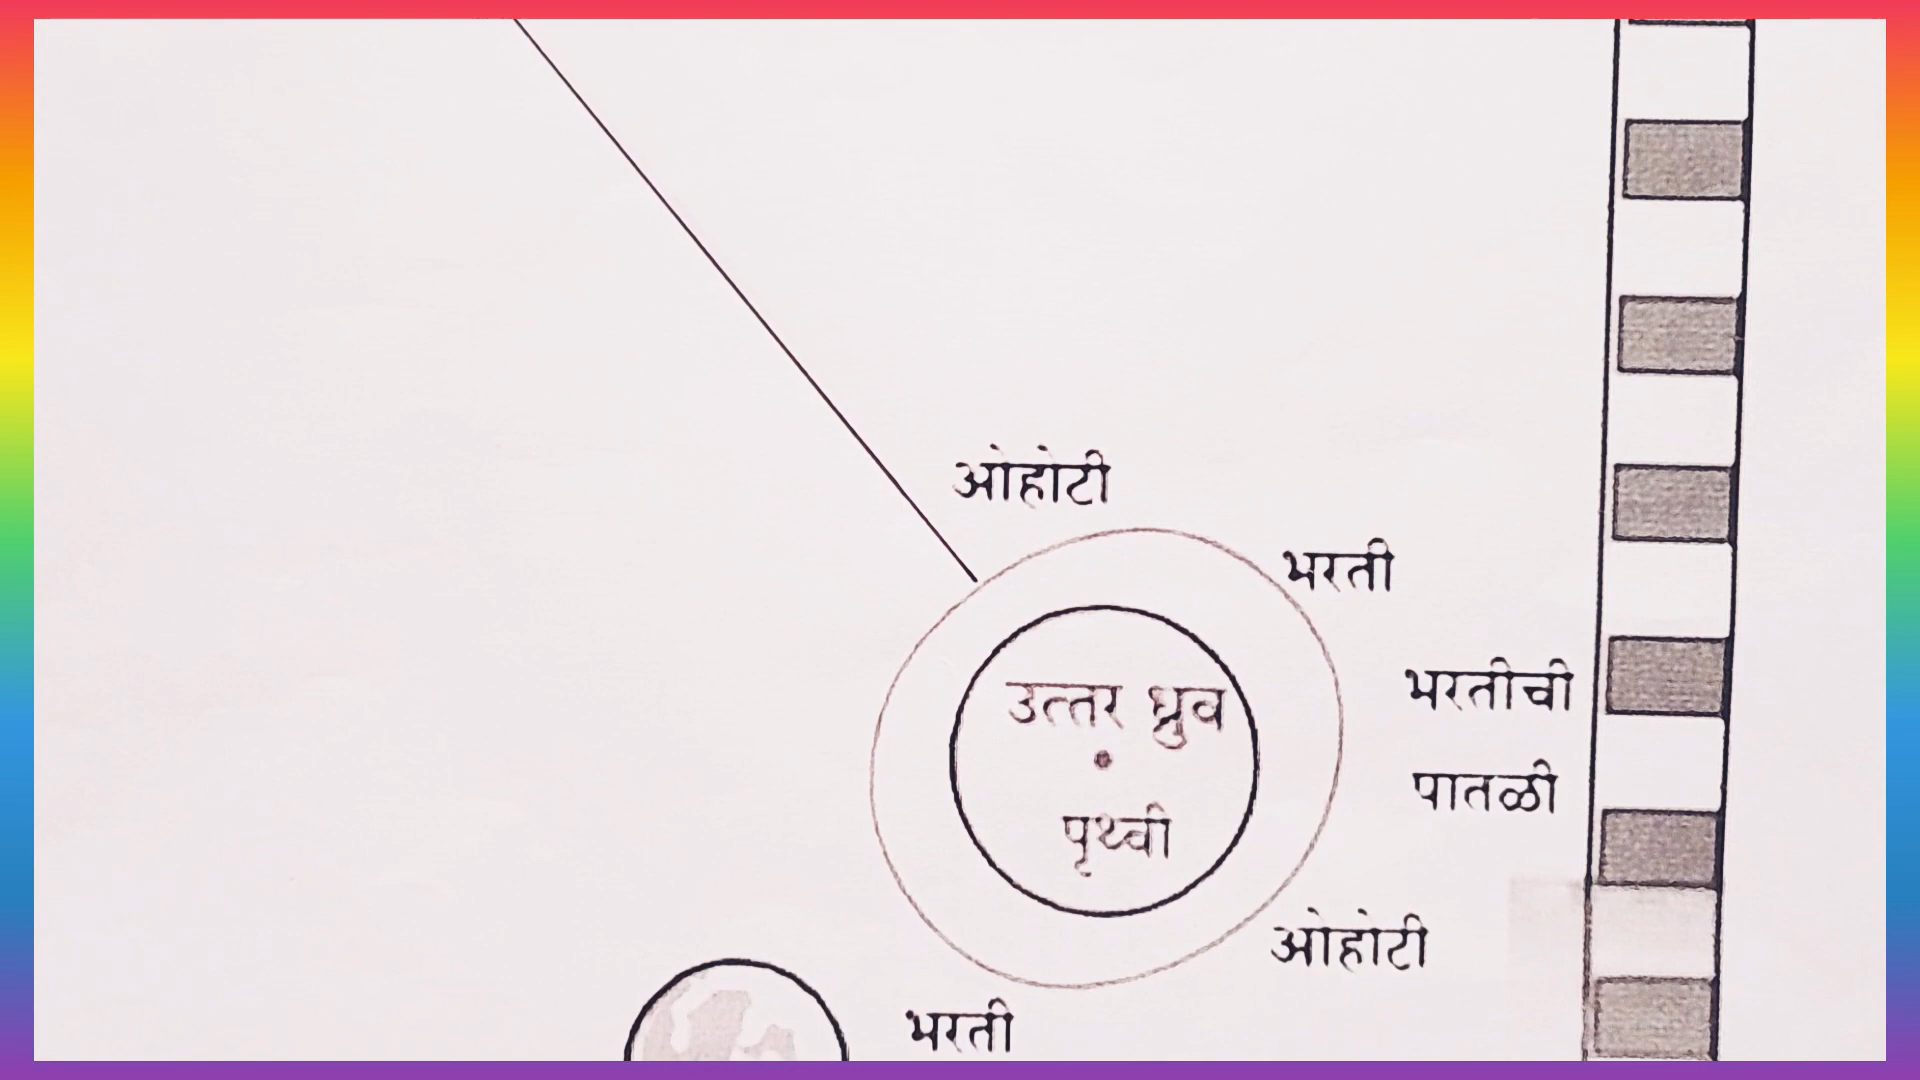 ओहोटी
भरती
उत्तर ध्रुव
पृथ्वी
भरतीची
पातळी
ओहोटी
भरती